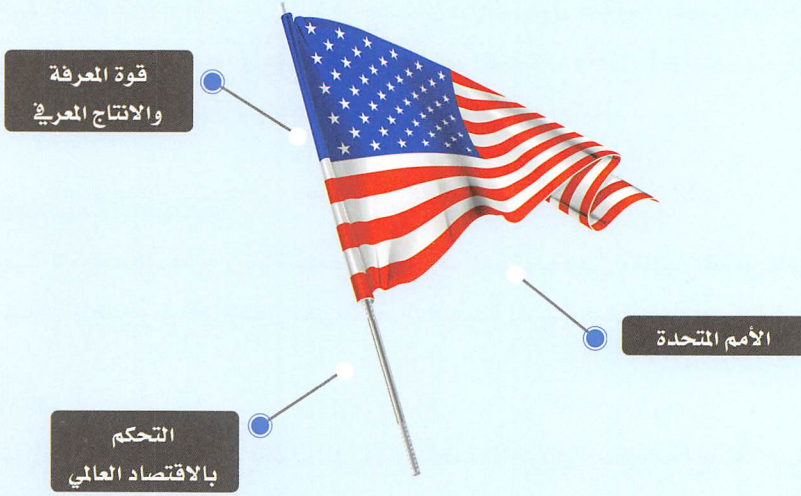 قوة المعرفة
والانتاج المعرفي
الأمم المتحدة
التحكم
بالاقتصاد العالمي